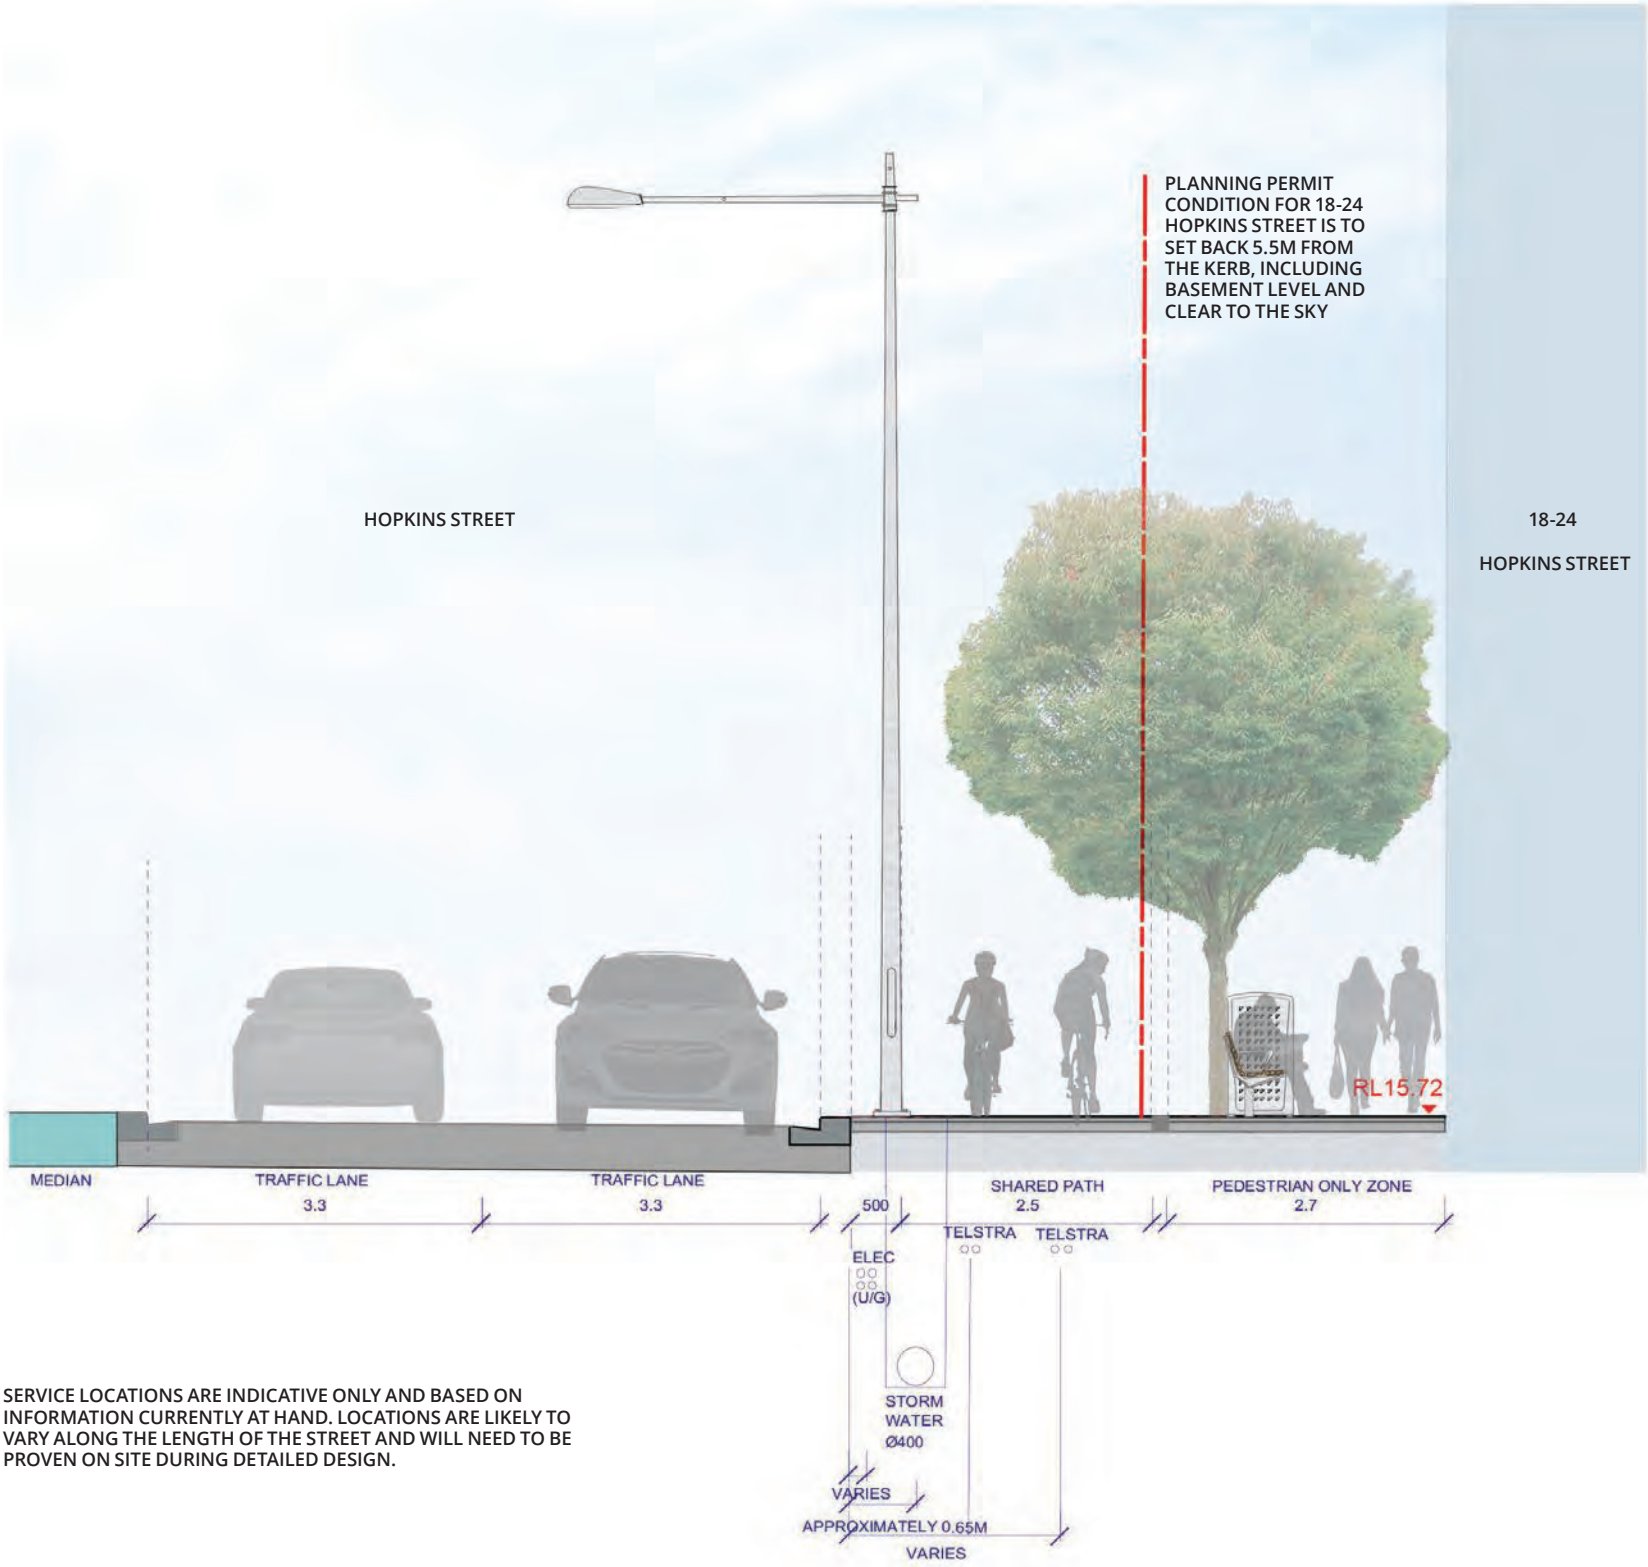 PLANNING PERMIT
CONDITION FOR 18-24
HOPKINS STREET IS TO
SET BACK 5.5M FROM
THE KERB, INCLUDING
BASEMENT LEVEL AND
CLEAR TO THE SKY
HOPKINS STREET
18-24
HOPKINS STREET
RL15.72
MEDIAN
TRAFFIC LANE
3.3
TRAFFIC LANE
3.3
500
SHARED PATH
2.5
PEDESTRIAN ONLY ZONE
2.7
TELSTRA
TELSTRA
ELEC
(U/G)
STORM
WATER
Ø400
VARIES
APPROXIMATELY 0.65M
VARIES
SERVICE LOCATIONS ARE INDICATIVE ONLY AND BASED ON
INFORMATION CURRENTLY AT HAND. LOCATIONS ARE LIKELY TO
VARY ALONG THE LENGTH OF THE STREET AND WILL NEED TO BE
PROVEN ON SITE DURING DETAILED DESIGN.